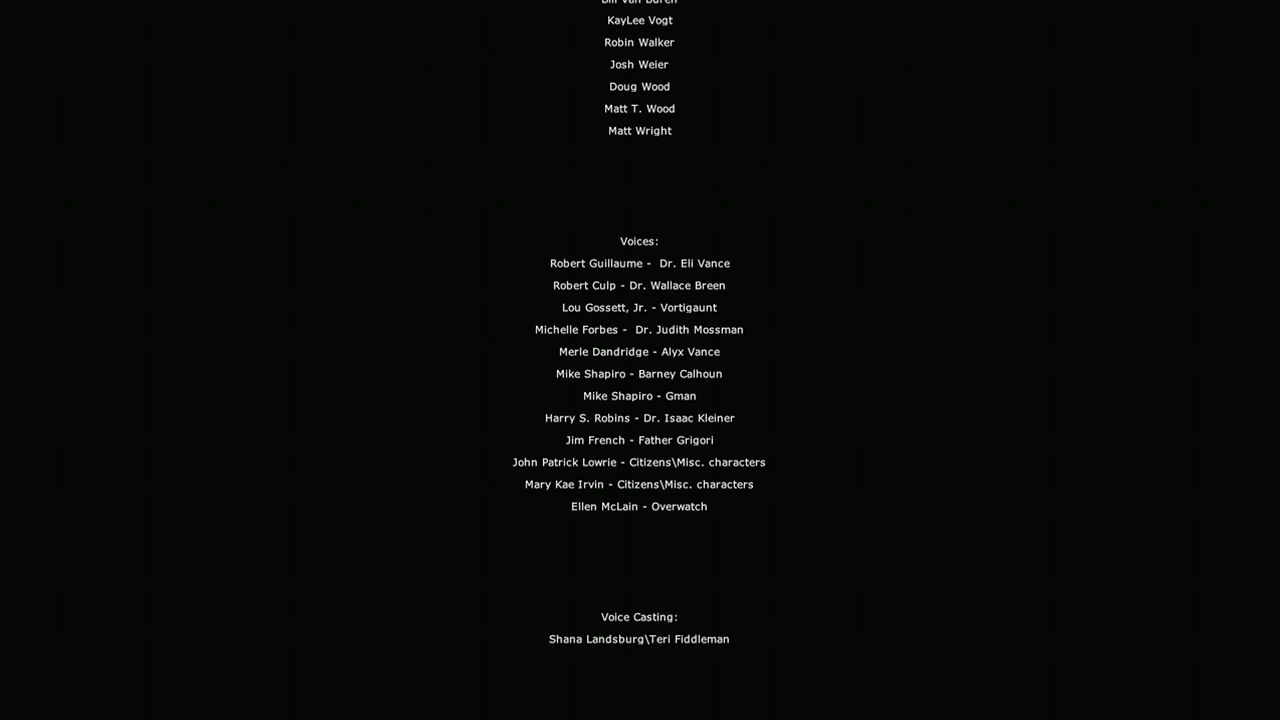 Bill Van Buren
KayLee Vogt
Robin Walker
Josh Weier
Doug Wood
Matt T. Wood
Matt Wright
Voices:
Robert Guillaume -  Dr. Eli Vance
Robert Culp - Dr. Wallace Breen
Lou Gossett, Jr. - Vortigaunt
Michelle Forbes -  Dr. Judith Mossman
Merle Dandridge - Alyx Vance
Mike Shapiro - Barney Calhoun
Mike Shapiro - Gman
Harry S. Robins - Dr. Isaac Kleiner
Jim French - Father Grigori
John Patrick Lowrie - Citizens\Misc. characters
Mary Kae Irvin - Citizens\Misc. characters
Ellen McLain - Overwatch
Voice Casting:
Shana Landsburg\Teri Fiddleman